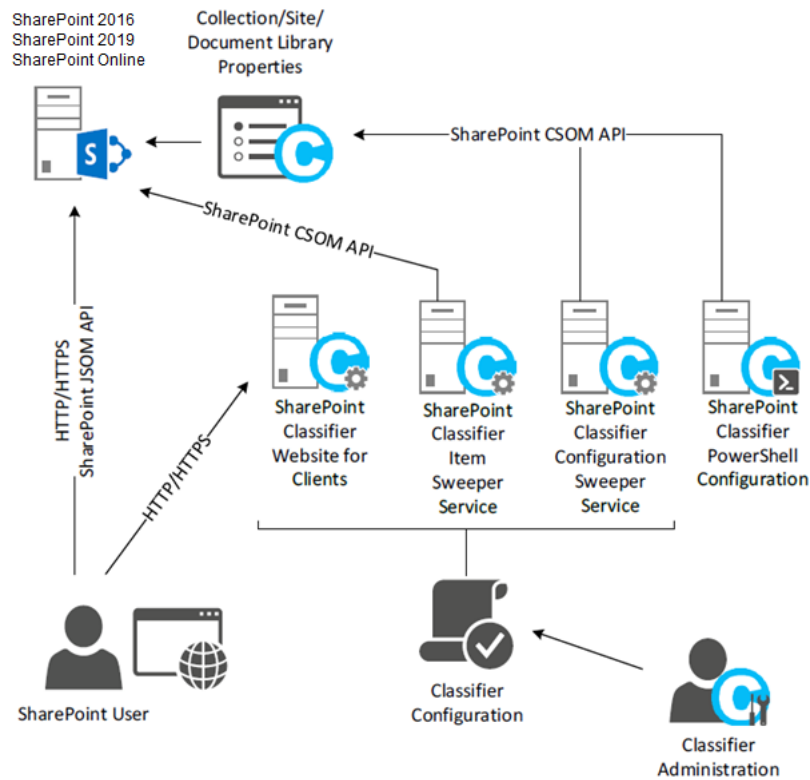 SharePoint 2016
SharePoint 2019
SharePoint Online
Collection/Site/
Document Library
Properties
S
SharePoint CSOM API
SharePoint CSOM API
HTTP/HTTPS
SharePoint JSOM API
HTTP/HTTPS
SharePoint
Classifier
Website for
Clients
SharePoint
Classifier
Item
Sweeper
Service
SharePoint
Classifier
Configuration
Sweeper
Service
SharePoint
Classifier
PowerShell
Configuration
SharePoint User
Classifier
Configuration
Classifier
Administration